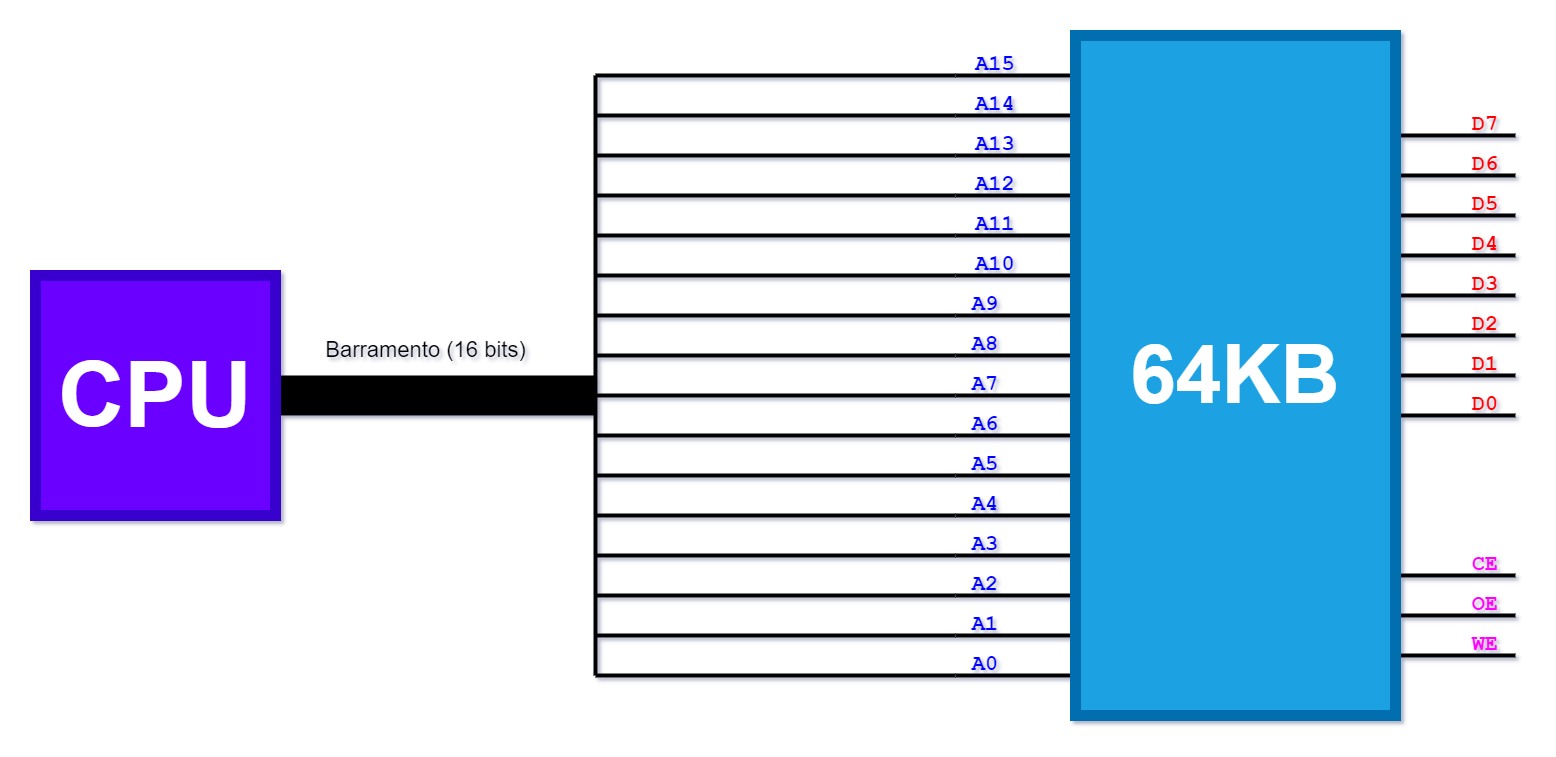 CPU
Barramento (16 bits)
A15
A14
A13
A12
A11
A10
A9
A8
A7
A6
A5
A4
A3
A2
A1
A0
64KB
D7
D6
D5
D4
D3
D2
D1
D0
CE
OE
WE